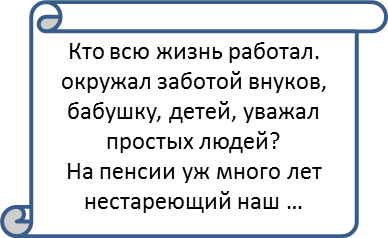 Кто всю жизнь работал.
окружал заботой внуков,
бабушку, детей, уважал
простых людей?
На пенсии уж много лет
нестареющий наш ...